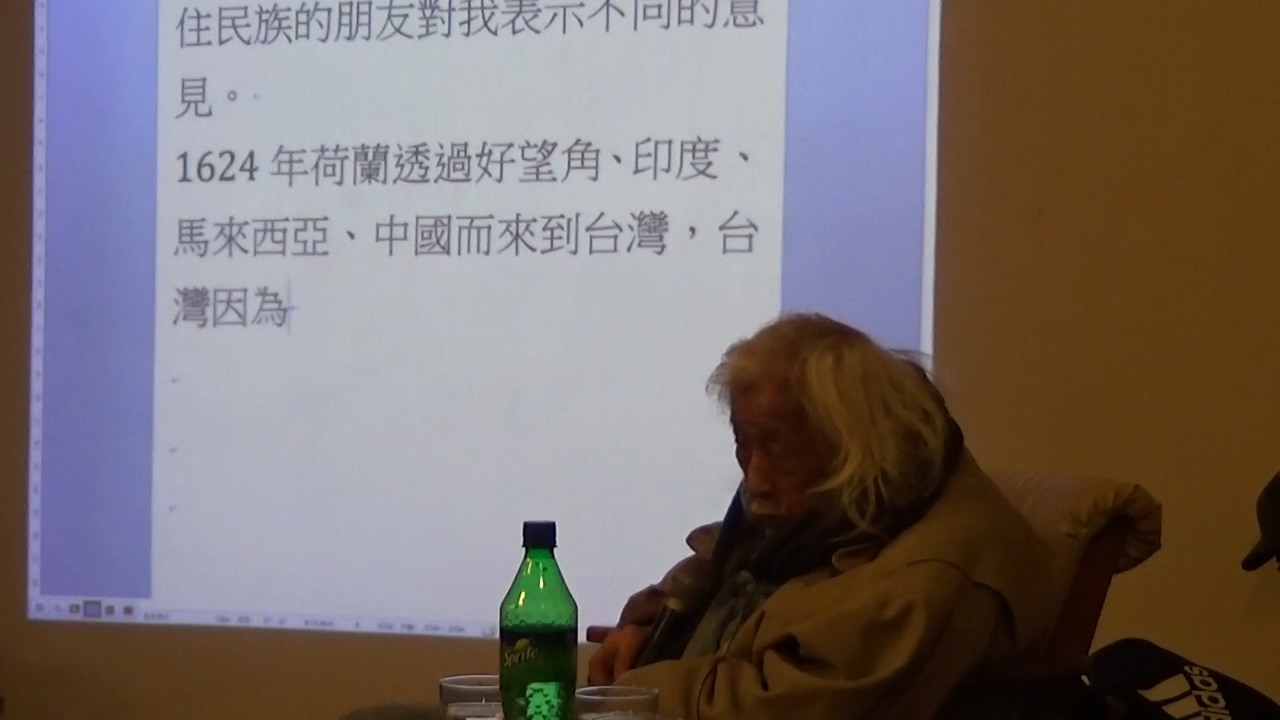 住民族的朋友對我表示不同的意
見。
1624 年荷蘭透過好望角、印度、
馬來西亞、中國而來到台灣，台
灣因為
Sprite
adidas